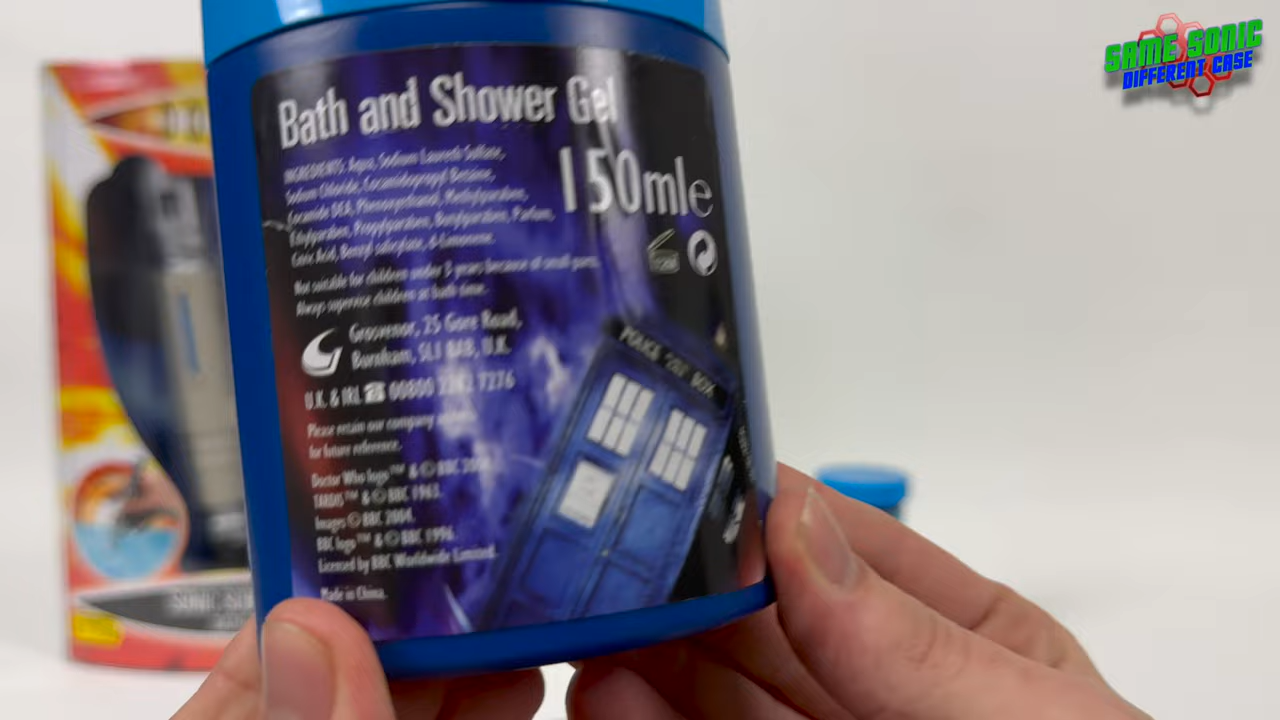 SAME SONIC
DIFFERENT CASE
Bath and Shower Gel
150ml e
INGREDIENTS: Aqua, Sodium Laureth Sulfate,
Sodium Chloride, Cocamidopropyl Betaine,
Cocamide DEA, Phenoxyethanol, Methylparaben,
Ethylparaben, Propylparaben, Butylparaben, Parfum,
Citric Acid, Benzyl salicylate, d-Limonene.
Not suitable for children under 3 years because of small parts.
Always supervise children at bath time.
Grosvenor, 25 Gore Road,
Burnham, SL1 8AB, U.K.
U.K. & IRL ☎ 00800 7276
Please retain our company
for future reference.
Doctor Who logo™ & © BBC
TARDIS™ & © BBC 1963.
Images © BBC 2004.
BBC logo™ & © BBC 1996.
Licensed by BBC Worldwide Limited.
Made in China.
POLICE BOX